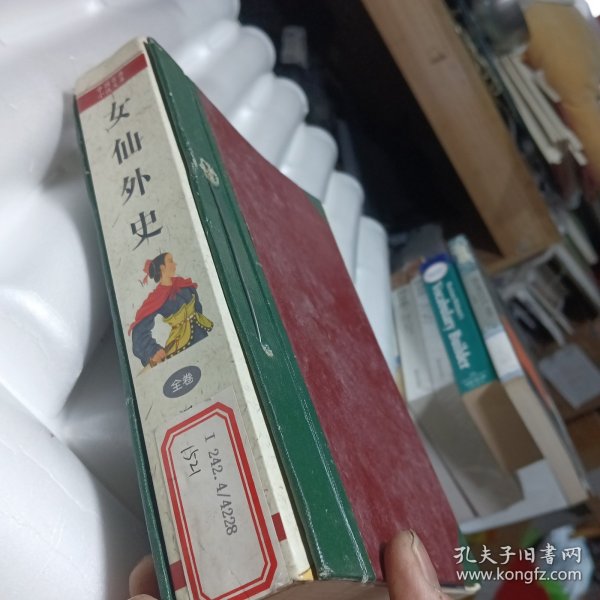 女仙外史
全卷
I 242.4/4228
1521
Vocabulary Builder
孔夫子旧书网
www.kongfz.com